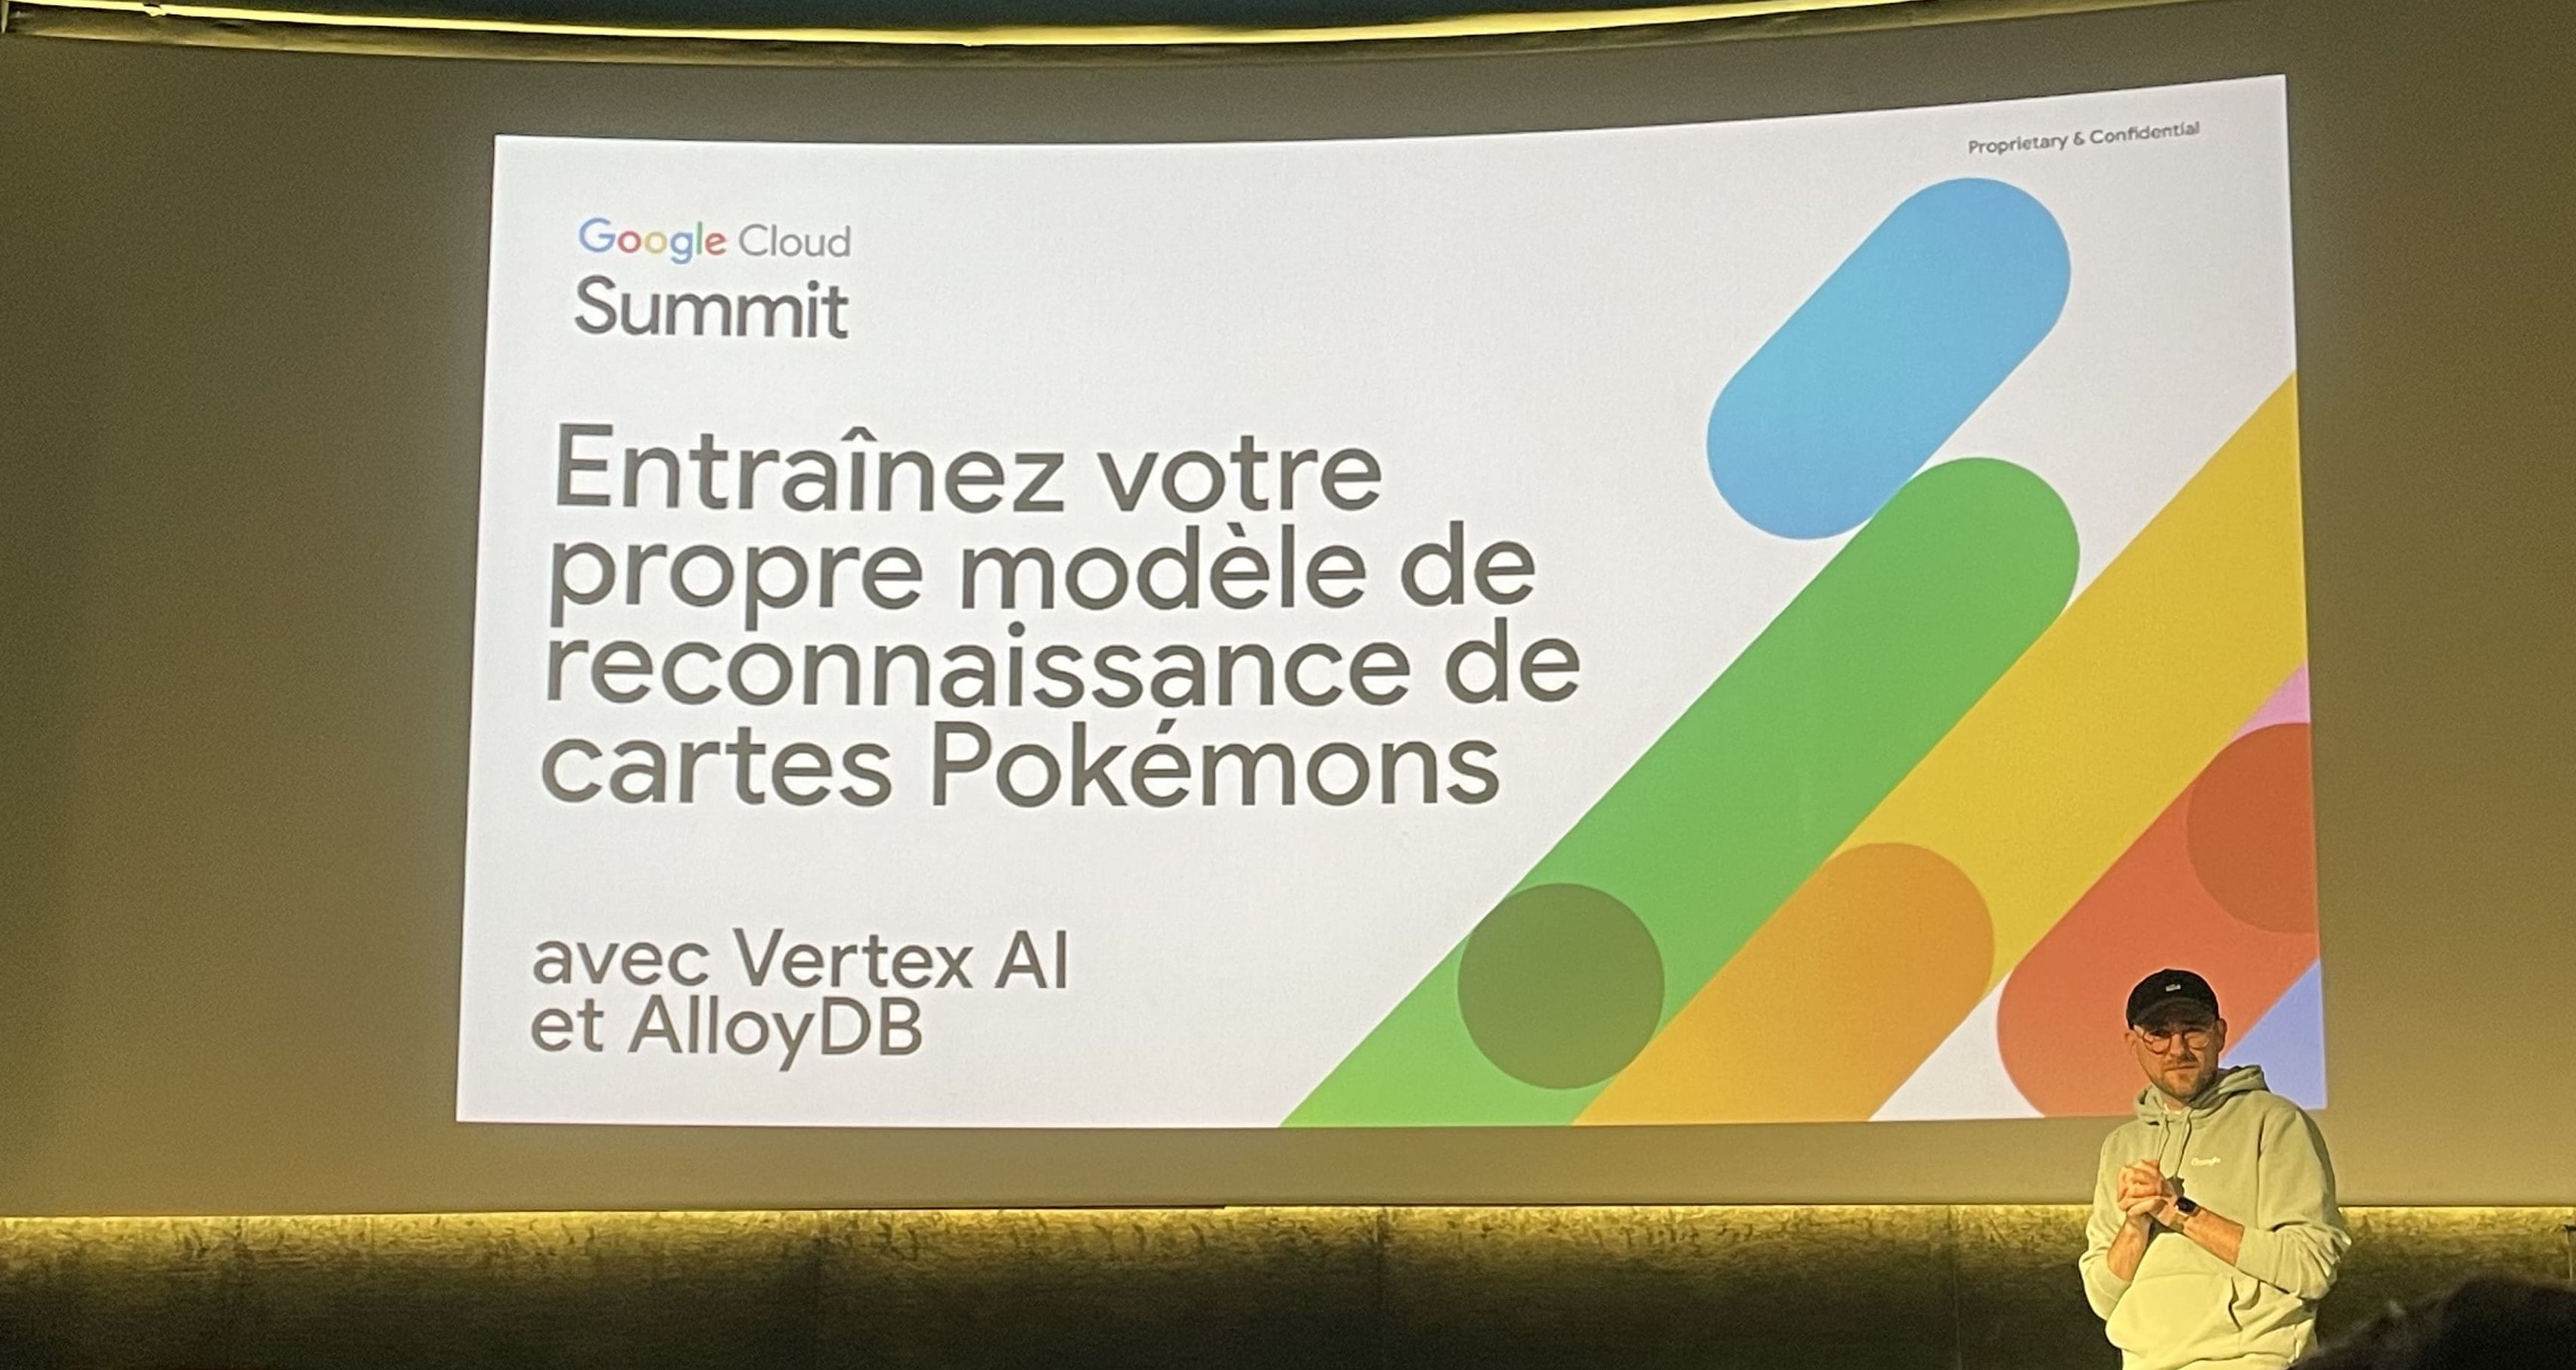 Proprietary & Confidential
Google Cloud
Summit
Entraînez votre
propre modèle de
reconnaissance de
cartes Pokémons
avec Vertex AI
et AlloyDB
Google